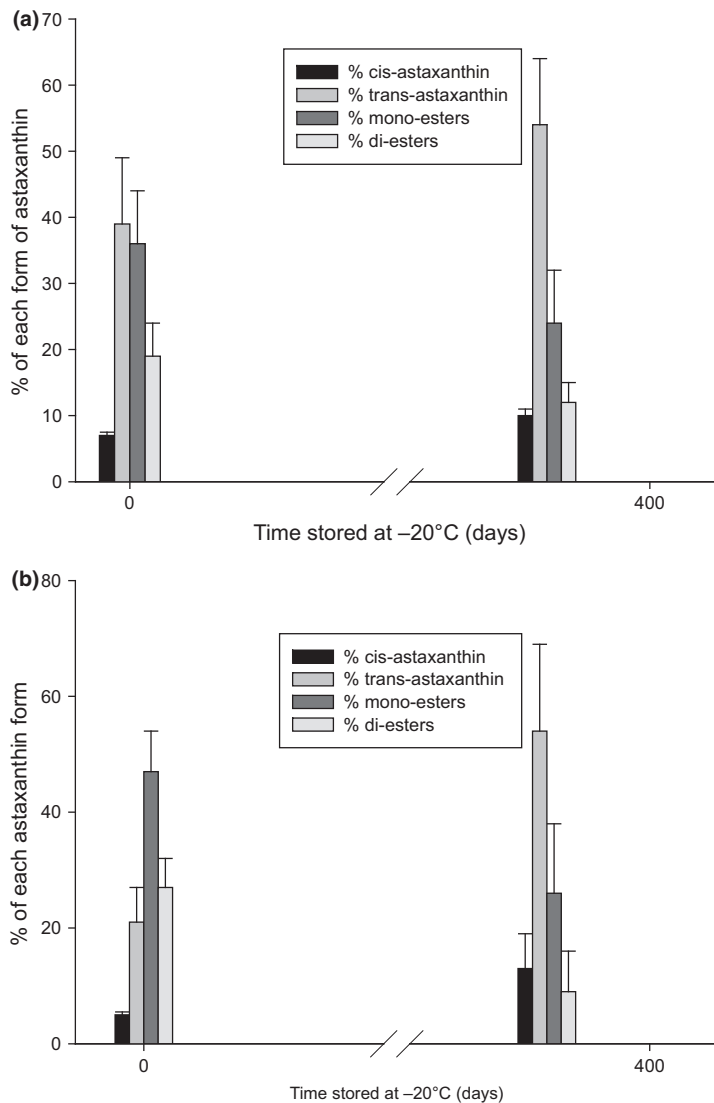 (a)
70
60
50
40
30
20
10
0
% of each form of astaxanthin
% cis-astaxanthin
% trans-astaxanthin
% mono-esters
% di-esters
0
400
Time stored at –20°C (days)
(b)
80
60
40
20
0
% of each astaxanthin form
% cis-astaxanthin
% trans-astaxanthin
% mono-esters
% di-esters
0
400
Time stored at –20°C (days)